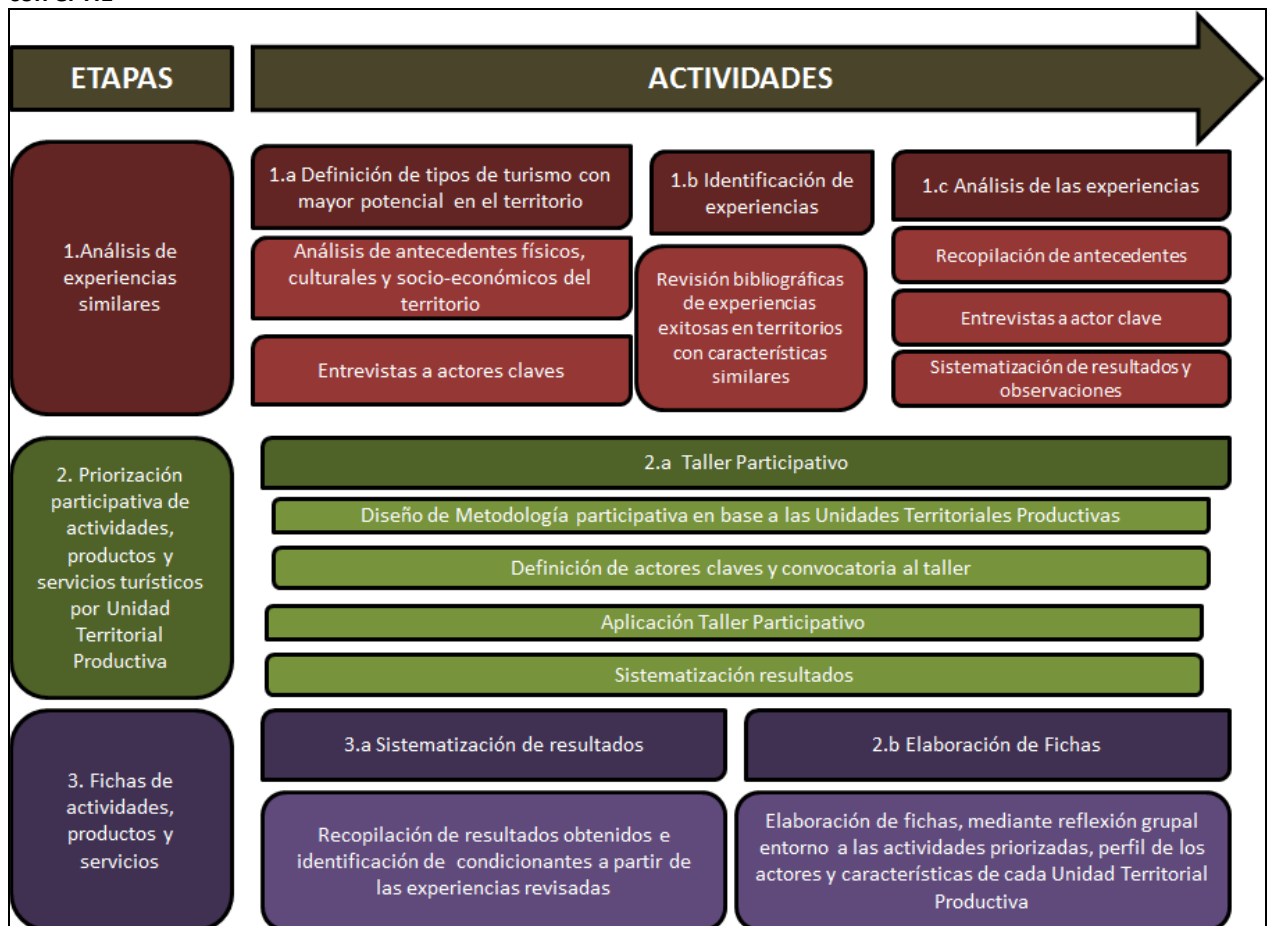 ETAPAS
ACTIVIDADES
1.Análisis de
experiencias
similares
1.a Definición de tipos de turismo con
mayor potencial en el territorio
Análisis de antecedentes físicos,
culturales y socio-económicos del
territorio
Entrevistas a actores claves
1.b Identificación de
experiencias
Revisión bibliográficas
de experiencias
exitosas en territorios
con características
similares
1.c Análisis de las experiencias
Recopilación de antecedentes
Entrevistas a actor clave
Sistematización de resultados y
observaciones
2. Priorización
participativa de
actividades,
productos y
servicios turísticos
por Unidad
Territorial
Productiva
2.a Taller Participativo
Diseño de Metodología participativa en base a las Unidades Territoriales Productivas
Definición de actores claves y convocatoria al taller
Aplicación Taller Participativo
Sistematización resultados
3. Fichas de
actividades,
productos y
servicios
3.a Sistematización de resultados
Recopilación de resultados obtenidos e
identificación de condicionantes a partir de
las experiencias revisadas
2.b Elaboración de Fichas
Elaboración de fichas, mediante reflexión grupal
entorno a las actividades priorizadas, perfil de los
actores y características de cada Unidad Territorial
Productiva